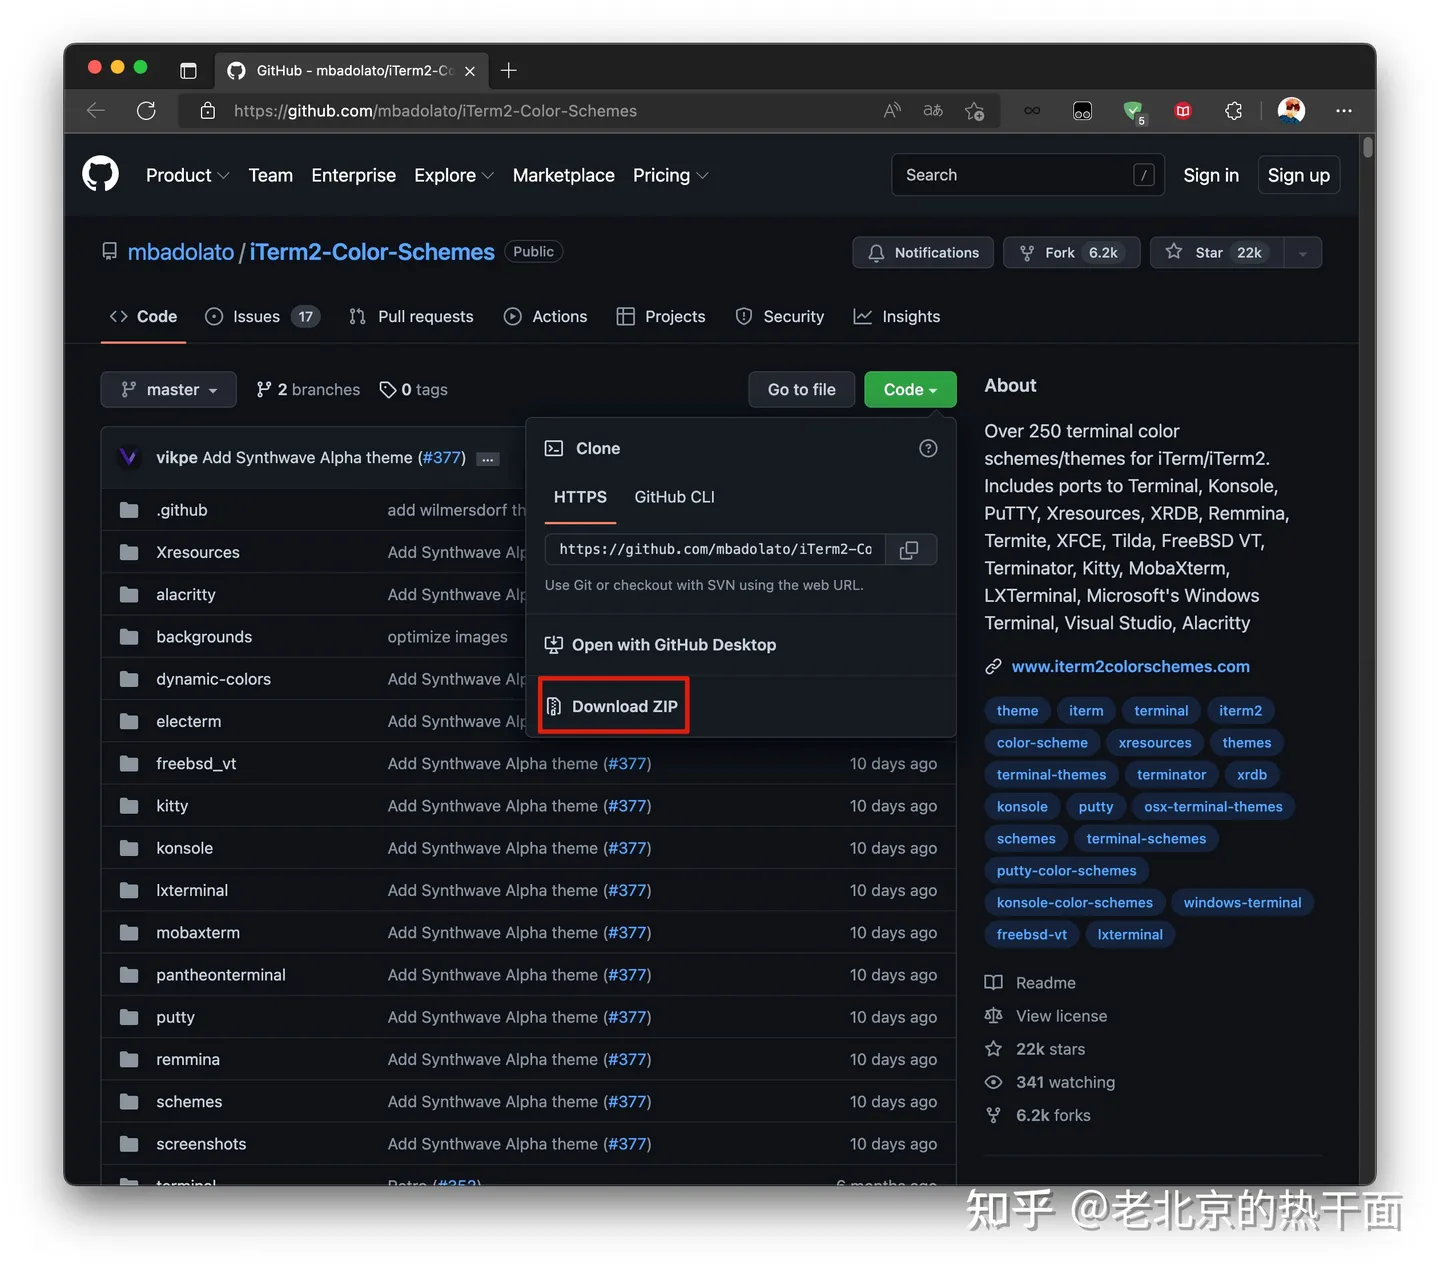 GitHub - mbadolato/iTerm2-Co
https://github.com/mbadolato/iTerm2-Color-Schemes
5
Product Team Enterprise Explore Marketplace Pricing Search / Sign in Sign up
mbadolato/iTerm2-Color-Schemes Public Notifications Fork 6.2k Star 22k
Code Issues 17 Pull requests Actions Projects Security Insights
master 2 branches 0 tags Go to file Code
vikpe Add Synthwave Alpha theme (#377) ...
.github add wilmersdorf th
Xresources Add Synthwave Alp
alacritty Add Synthwave Alp
backgrounds optimize images
dynamic-colors Add Synthwave Alp
electerm Add Synthwave Alp
freebsd_vt Add Synthwave Alpha theme (#377) 10 days ago
kitty Add Synthwave Alpha theme (#377) 10 days ago
konsole Add Synthwave Alpha theme (#377) 10 days ago
lxterminal Add Synthwave Alpha theme (#377) 10 days ago
mobaxterm Add Synthwave Alpha theme (#377) 10 days ago
pantheonterminal Add Synthwave Alpha theme (#377) 10 days ago
putty Add Synthwave Alpha theme (#377) 10 days ago
remmina Add Synthwave Alpha theme (#377) 10 days ago
schemes Add Synthwave Alpha theme (#377) 10 days ago
screenshots Add Synthwave Alpha theme (#377) 10 days ago
terminal Retro (#352) 6 months ago
Clone
HTTPS GitHub CLI
https://github.com/mbadolato/iTerm2-Co
Use Git or checkout with SVN using the web URL.
Open with GitHub Desktop
Download ZIP
About
Over 250 terminal color
schemes/themes for iTerm/iTerm2.
Includes ports to Terminal, Konsole,
PuTTY, Xresources, XRDB, Remmina,
Termite, XFCE, Tilda, FreeBSD VT,
Terminator, Kitty, MobaXterm,
LXTerminal, Microsoft's Windows
Terminal, Visual Studio, Alacritty
www.iterm2colorschemes.com
theme iterm terminal iterm2
color-scheme xresources themes
terminal-themes terminator xrdb
konsole putty osx-terminal-themes
schemes terminal-schemes
putty-color-schemes
konsole-color-schemes windows-terminal
freebsd-vt lxterminal
Readme
View license
22k stars
341 watching
6.2k forks
知乎 @老北京的热干面